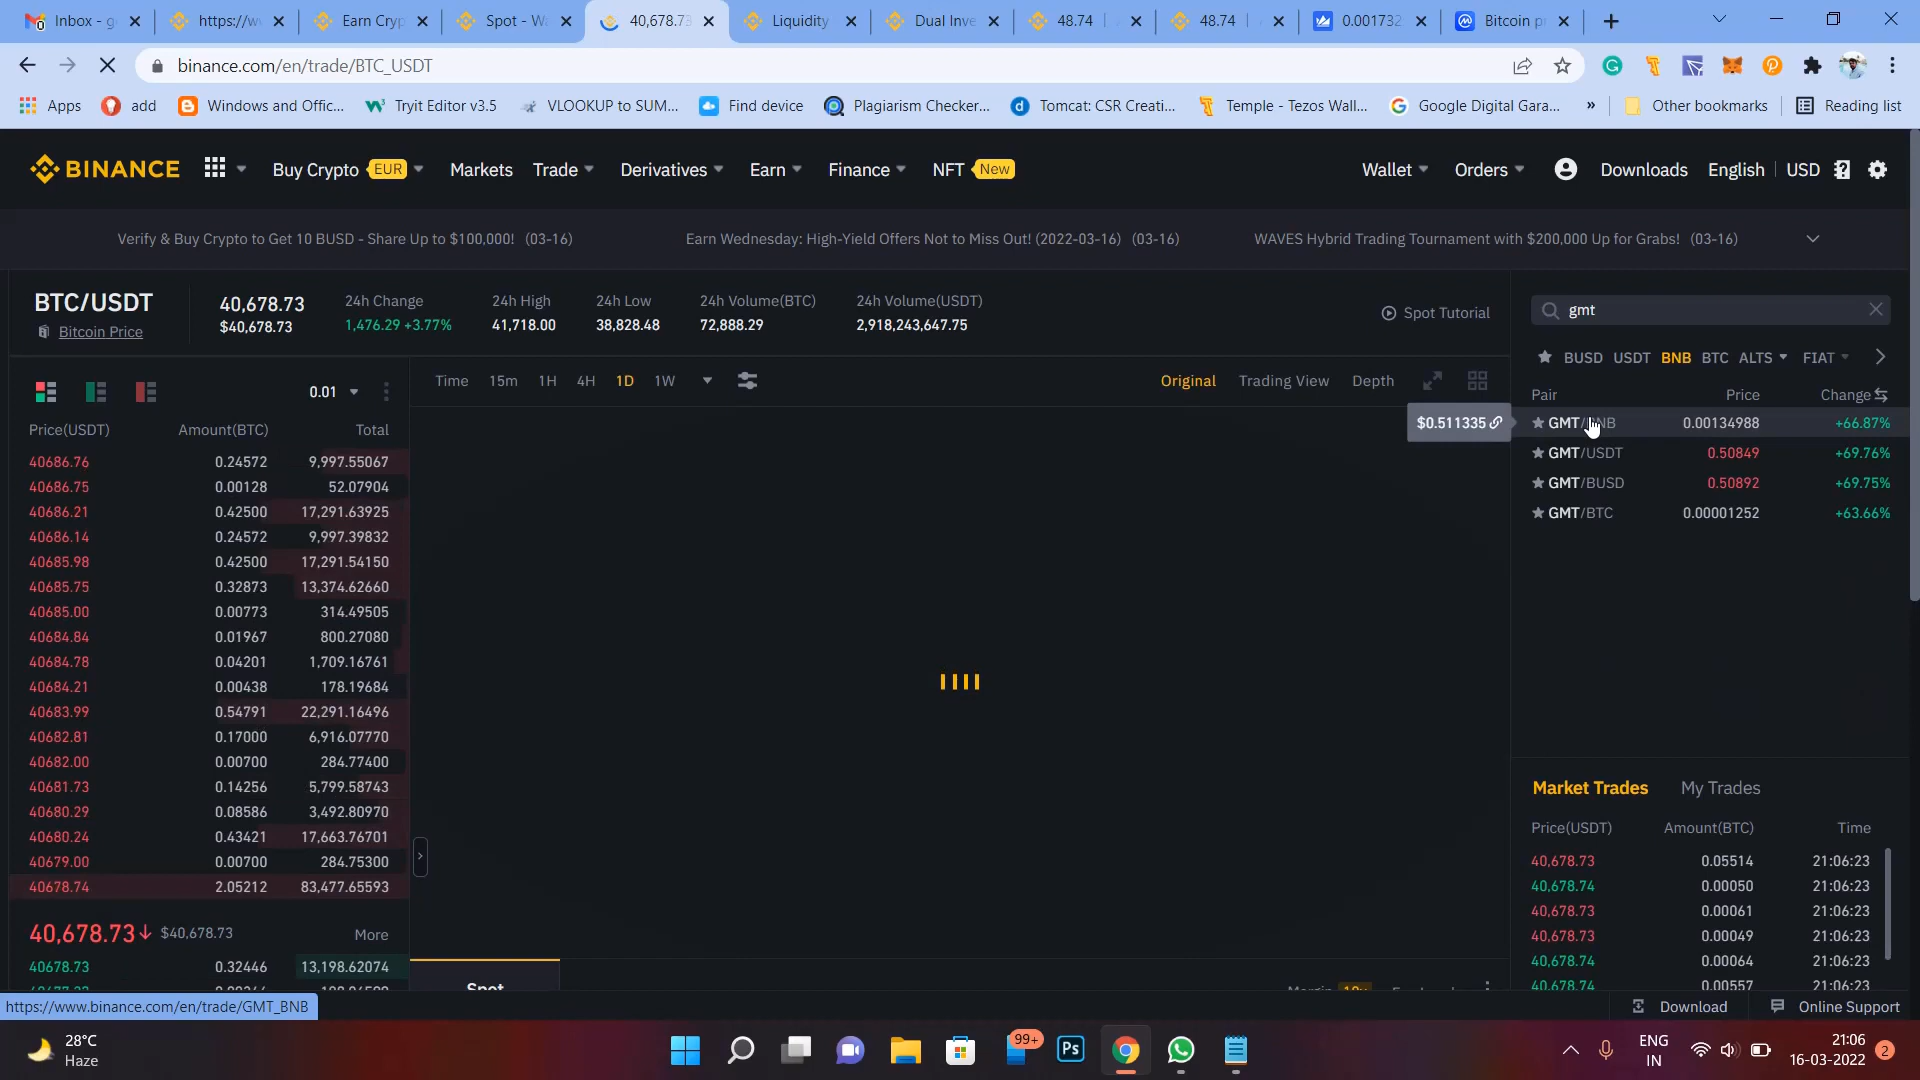 Inbox - g
https://w
Earn Cryp
Spot - W
40,678.73
Liquidity
Dual Inve
48.74
48.74
0.001732
Bitcoin p
binance.com/en/trade/BTC_USDT
Apps
add
Windows and Offic...
Tryit Editor v3.5
VLOOKUP to SUM...
Find device
Plagiarism Checker...
Tomcat: CSR Creati...
Temple - Tezos Wall...
Google Digital Gara...
»
Other bookmarks
Reading list
BINANCE
Buy Crypto EUR
Markets
Trade
Derivatives
Earn
Finance
NFT New
Wallet
Orders
Downloads
English
USD
Verify & Buy Crypto to Get 10 BUSD - Share Up to $100,000! (03-16)
Earn Wednesday: High-Yield Offers Not to Miss Out! (2022-03-16) (03-16)
WAVES Hybrid Trading Tournament with $200,000 Up for Grabs! (03-16)
BTC/USDT
Bitcoin Price
40,678.73
$40,678.73
24h Change
1,476.29 +3.77%
24h High
41,718.00
24h Low
38,828.48
24h Volume(BTC)
72,888.29
24h Volume(USDT)
2,918,243,647.75
Spot Tutorial
0.01
Price(USDT) Amount(BTC) Total
40686.76 0.24572 9,997.55067
40686.75 0.00128 52.07904
40686.21 0.42500 17,291.63925
40686.14 0.24572 9,997.39832
40685.98 0.42500 17,291.54150
40685.75 0.32873 13,374.62660
40685.00 0.00773 314.49505
40684.84 0.01967 800.27080
40684.78 0.04201 1,709.16761
40684.21 0.00438 178.19684
40683.99 0.54791 22,291.16496
40682.81 0.17000 6,916.07770
40682.00 0.00700 284.77400
40681.73 0.14256 5,799.58743
40680.29 0.08586 3,492.80970
40680.24 0.43421 17,663.76701
40679.00 0.00700 284.75300
40678.74 2.05212 83,477.65593
40,678.73 $40,678.73 More
40678.73 0.32446 13,198.62074
Time 15m 1H 4H 1D 1W
Original
Trading View
Depth
Spot
gmt
BUSD USDT BNB BTC ALTS FIAT
Pair Price Change
$0.511335
GMT/BNB 0.00134988 +66.87%
GMT/USDT 0.50849 +69.76%
GMT/BUSD 0.50892 +69.75%
GMT/BTC 0.00001252 +63.66%
Market Trades
My Trades
Price(USDT) Amount(BTC) Time
40,678.73 0.05514 21:06:23
40,678.74 0.00050 21:06:23
40,678.73 0.00061 21:06:23
40,678.73 0.00049 21:06:23
40,678.74 0.00064 21:06:23
40,678.74 0.00557 21:06:23
https://www.binance.com/en/trade/GMT_BNB
Download
Online Support
28°C
Haze
99+
Ps
ENG
IN
21:06
16-03-2022
2